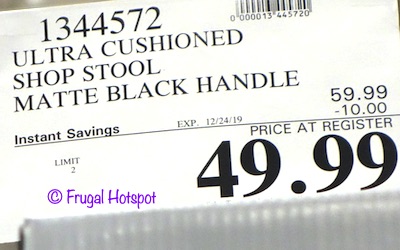 0000013445720
1344572
ULTRA CUSHIONED
SHOP STOOL
MATTE BLACK HANDLE
59.99
-10.00
Instant Savings
EXP. 12/24/19
PRICE AT REGISTER
LIMIT
2
49.99
© Frugal Hotspot